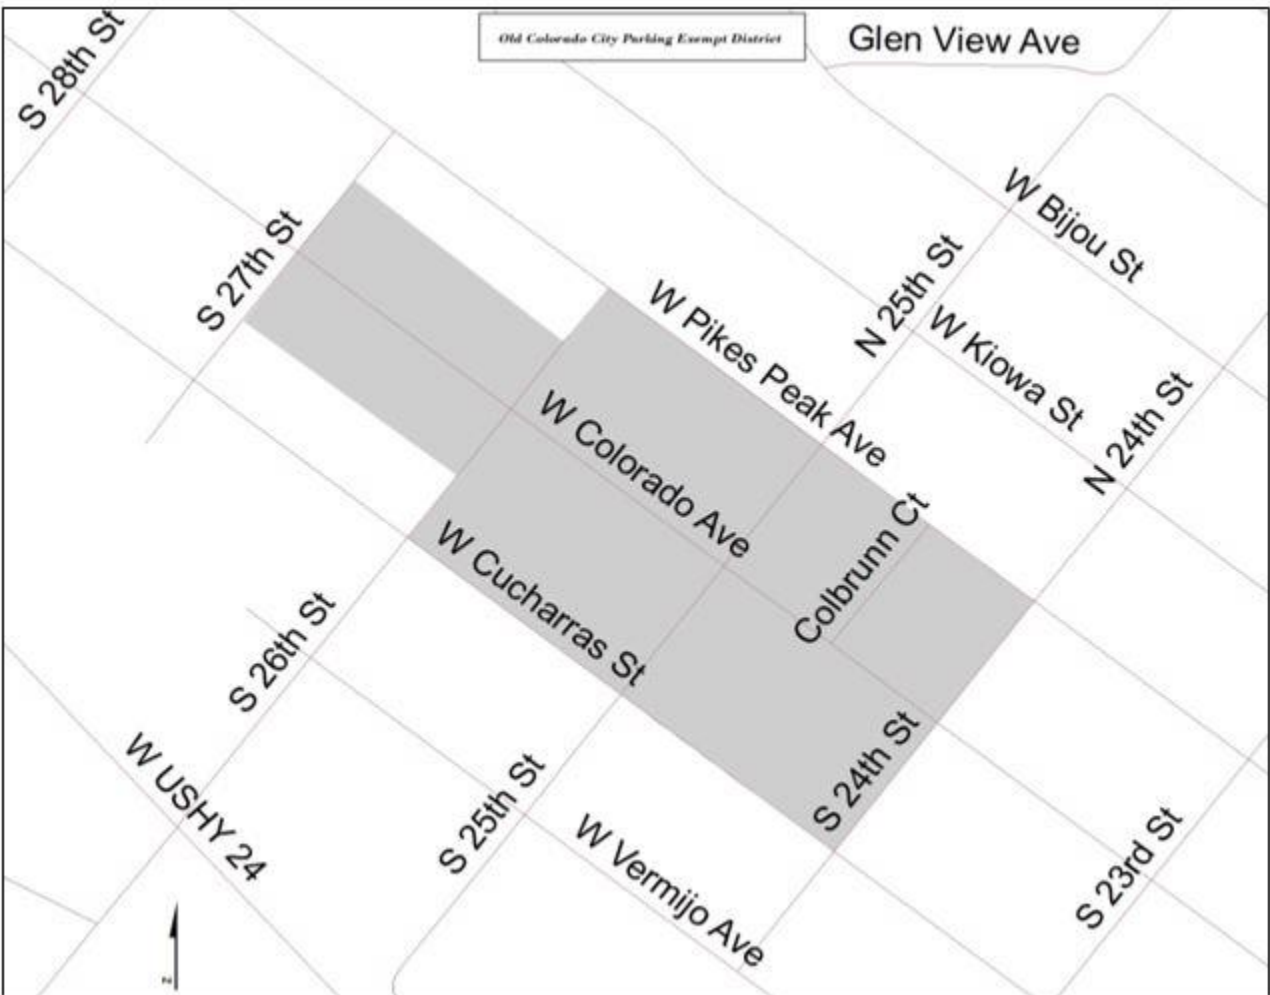 Old Colorado City Parking Exempt District
Glen View Ave
S 28th St
W Bijou St
S 27th St
N 25th St
W Pikes Peak Ave
W Kiowa St
N 24th St
W Colorado Ave
Colbrunn Ct
W Cucharras St
S 26th St
S 24th St
W USHY 24
S 25th St
W Vermijo Ave
S 23rd St
N